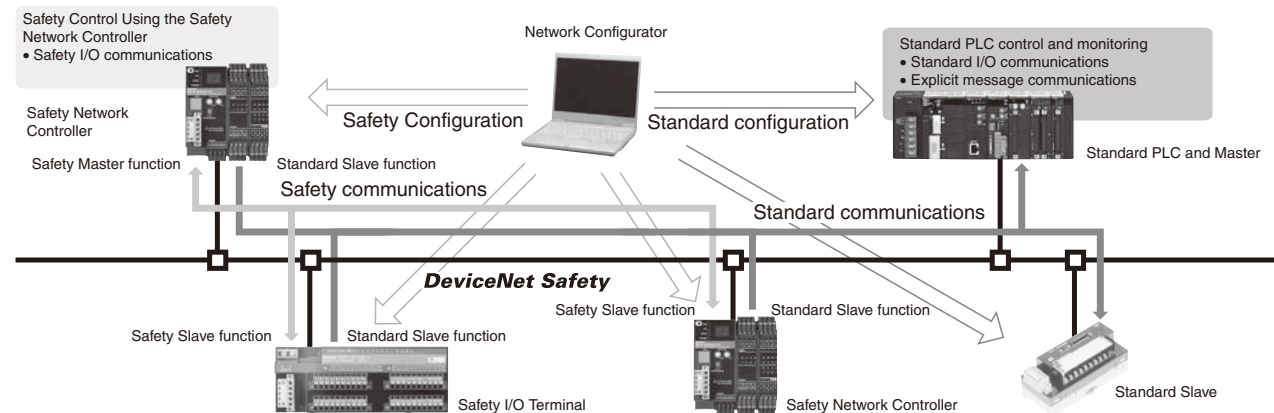 Safety Control Using the Safety
Network Controller
• Safety I/O communications
Network Configurator
Standard PLC control and monitoring
• Standard I/O communications
• Explicit message communications
Safety Network
Controller
Safety Configuration
Standard configuration
Safety Master function
Standard Slave function
Standard PLC and Master
Safety communications
Standard communications
DeviceNet Safety
Safety Slave function
Standard Slave function
Safety Slave function
Standard Slave function
Safety I/O Terminal
Safety Network Controller
Standard Slave